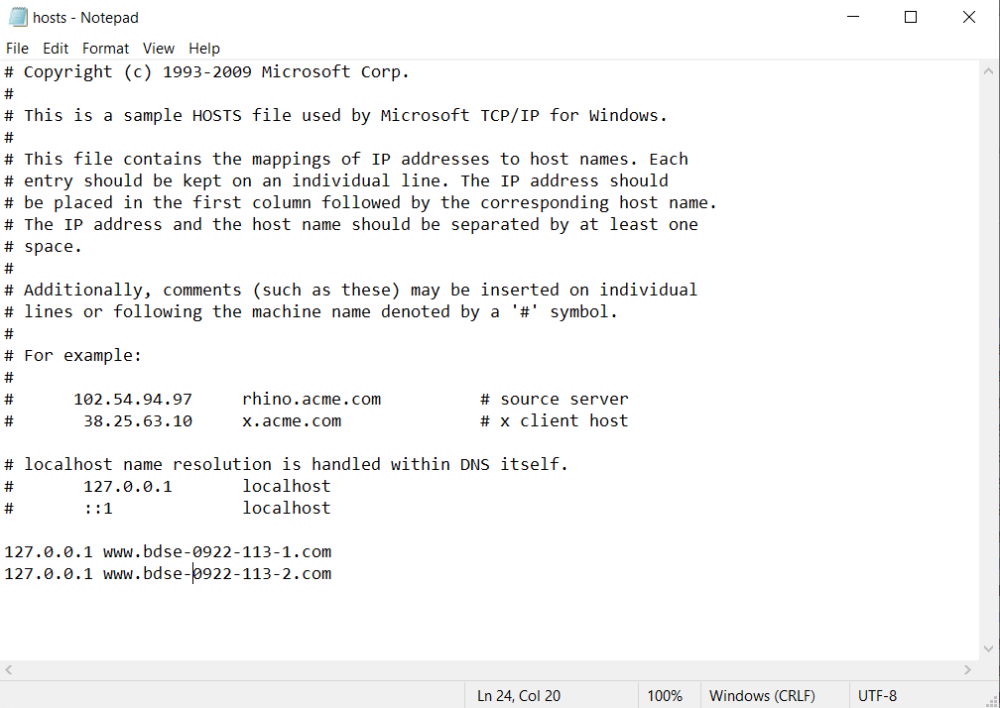 hosts - Notepad
File Edit Format View Help
# Copyright (c) 1993-2009 Microsoft Corp.
#
# This is a sample HOSTS file used by Microsoft TCP/IP for Windows.
#
# This file contains the mappings of IP addresses to host names. Each
# entry should be kept on an individual line. The IP address should
# be placed in the first column followed by the corresponding host name.
# The IP address and the host name should be separated by at least one
# space.
#
# Additionally, comments (such as these) may be inserted on individual
# lines or following the machine name denoted by a '#' symbol.
#
# For example:
#
#      102.54.94.97     rhino.acme.com          # source server
#       38.25.63.10     x.acme.com              # x client host

# localhost name resolution is handled within DNS itself.
#       127.0.0.1       localhost
#       ::1             localhost

127.0.0.1 www.bdse-0922-113-1.com
127.0.0.1 www.bdse-0922-113-2.com
Ln 24, Col 20 100% Windows (CRLF) UTF-8